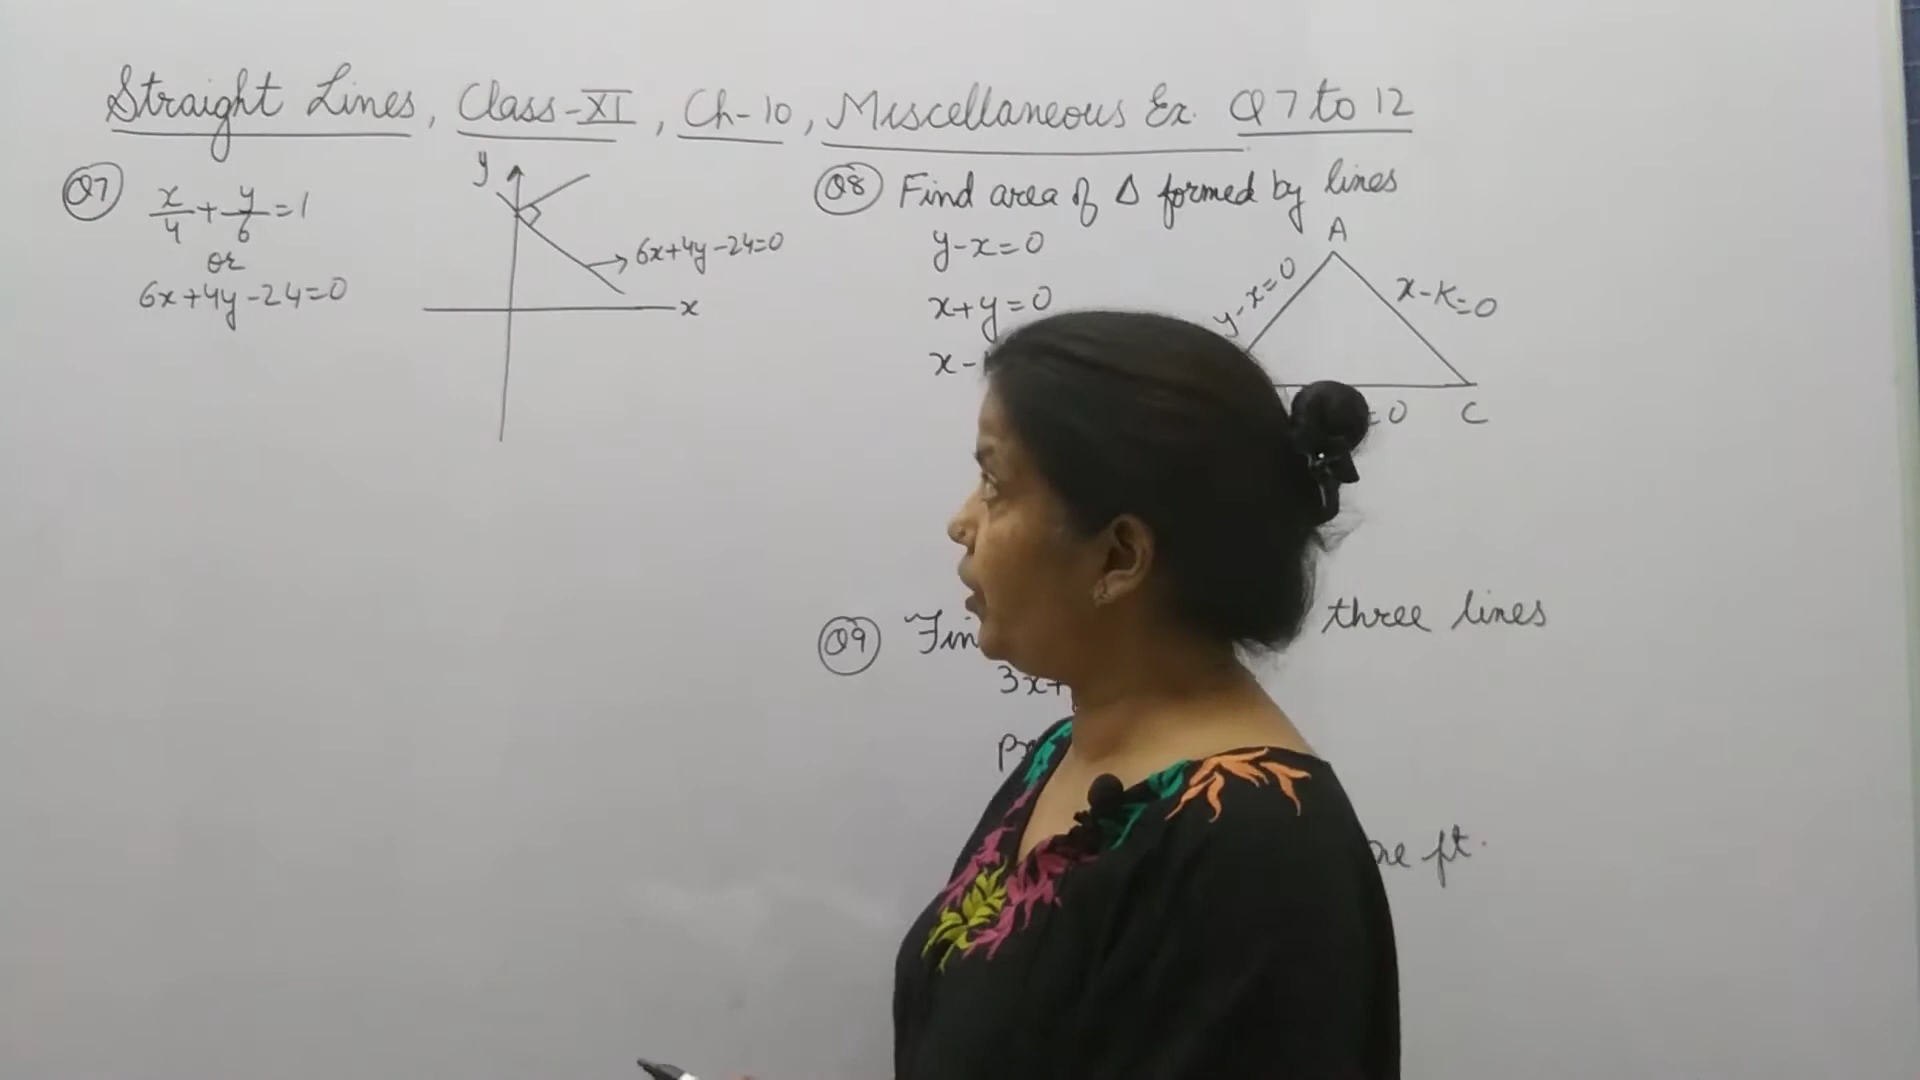 Straight Lines, Class-XI, Ch-10, Miscellaneous Ex. Q7 to 12
Q7 x/4 + y/6 = 1
or
6x+4y-24=0
y
6x+4y-24=0
x
Q8 Find area of Δ formed by lines
y-x=0
x+y=0
x-
A
y-x=0
x-K=0
=0
C
Q9 three lines
3x+
pt.